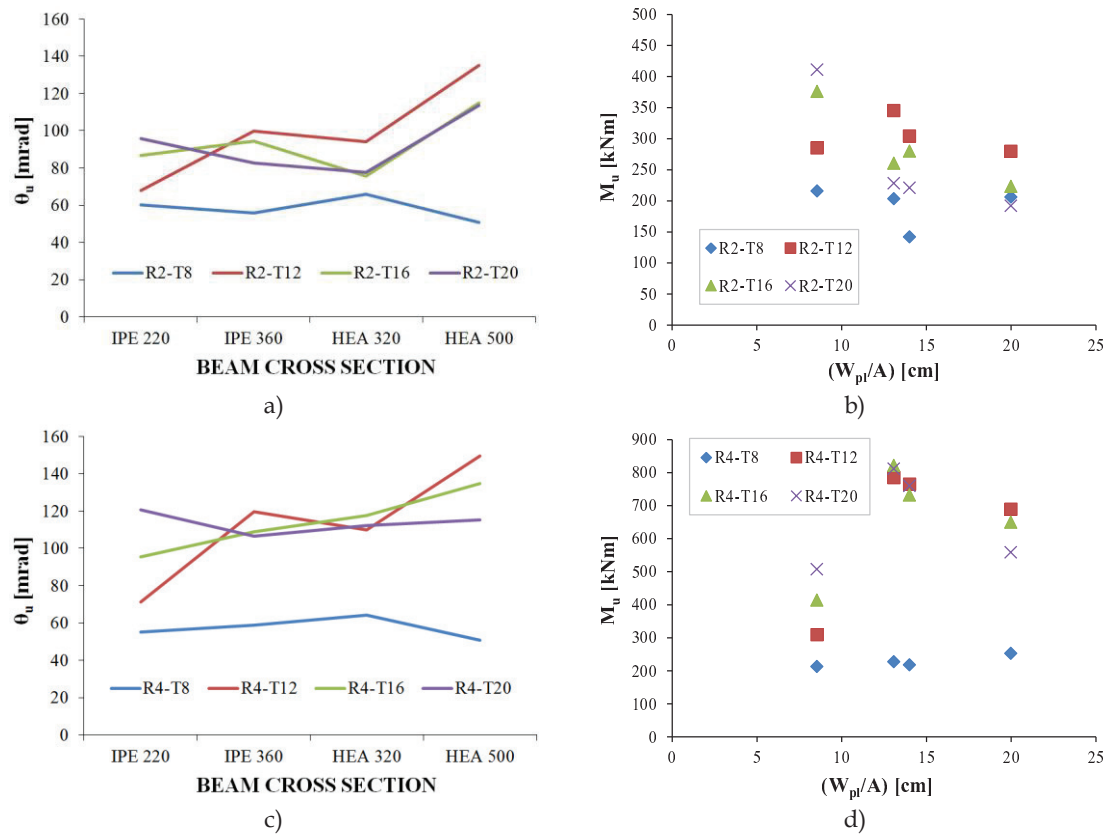 160
140
120
100
80
60
40
20
0
θu [mrad]
R2-T8 R2-T12 R2-T16 R2-T20
IPE 220 IPE 360 HEA 320 HEA 500
BEAM CROSS SECTION
a)
500
450
400
350
300
250
200
150
100
50
0
Mu [kNm]
R2-T8 R2-T12
R2-T16 R2-T20
0 5 10 15 20 25
(Wpl/A) [cm]
b)
160
140
120
100
80
60
40
20
0
θu [mrad]
R4-T8 R4-T12 R4-T16 R4-T20
IPE 220 IPE 360 HEA 320 HEA 500
BEAM CROSS SECTION
c)
900
800
700
600
500
400
300
200
100
0
Mu [kNm]
R4-T8 R4-T12
R4-T16 R4-T20
0 5 10 15 20 25
(Wpl/A) [cm]
d)